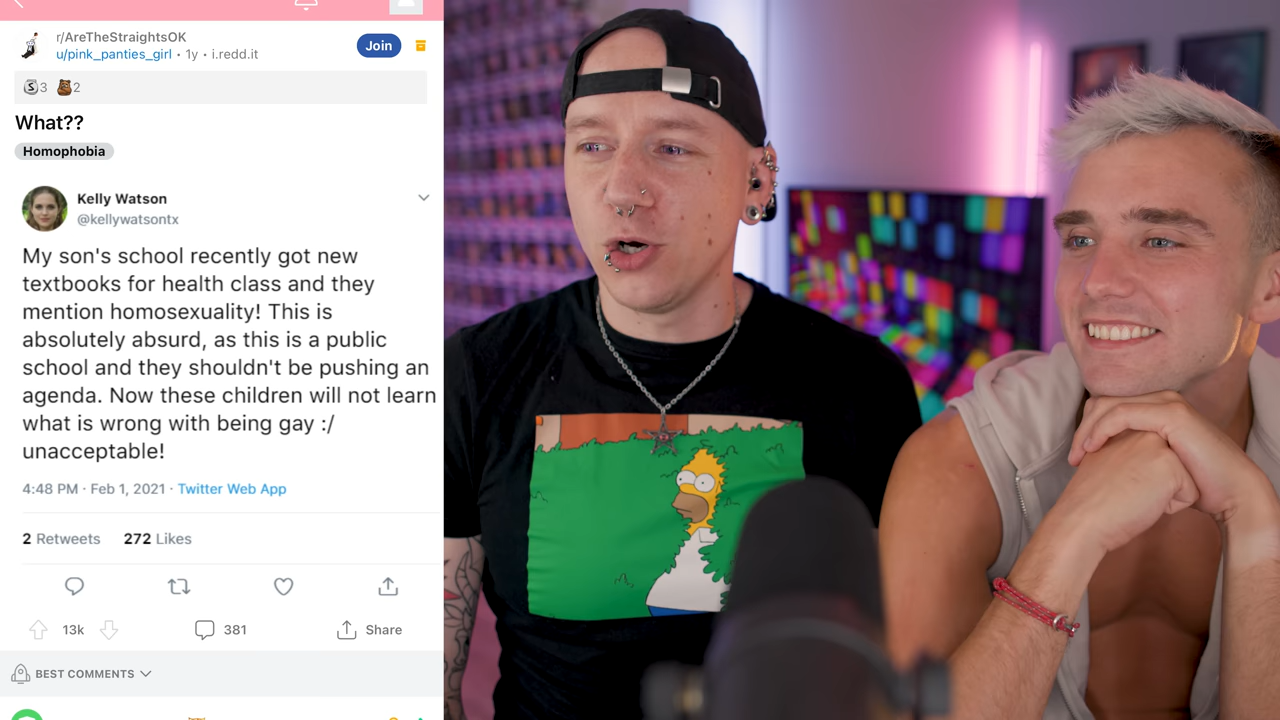 r/AreTheStraightsOK
u/pink_panties_girl · 1y · i.redd.it
Join
3 2
What??
Homophobia
Kelly Watson
@kellywatsontx
My son's school recently got new
textbooks for health class and they
mention homosexuality! This is
absolutely absurd, as this is a public
school and they shouldn't be pushing an
agenda. Now these children will not learn
what is wrong with being gay :/
unacceptable!
4:48 PM · Feb 1, 2021 · Twitter Web App
2 Retweets 272 Likes
13k 381 Share
BEST COMMENTS